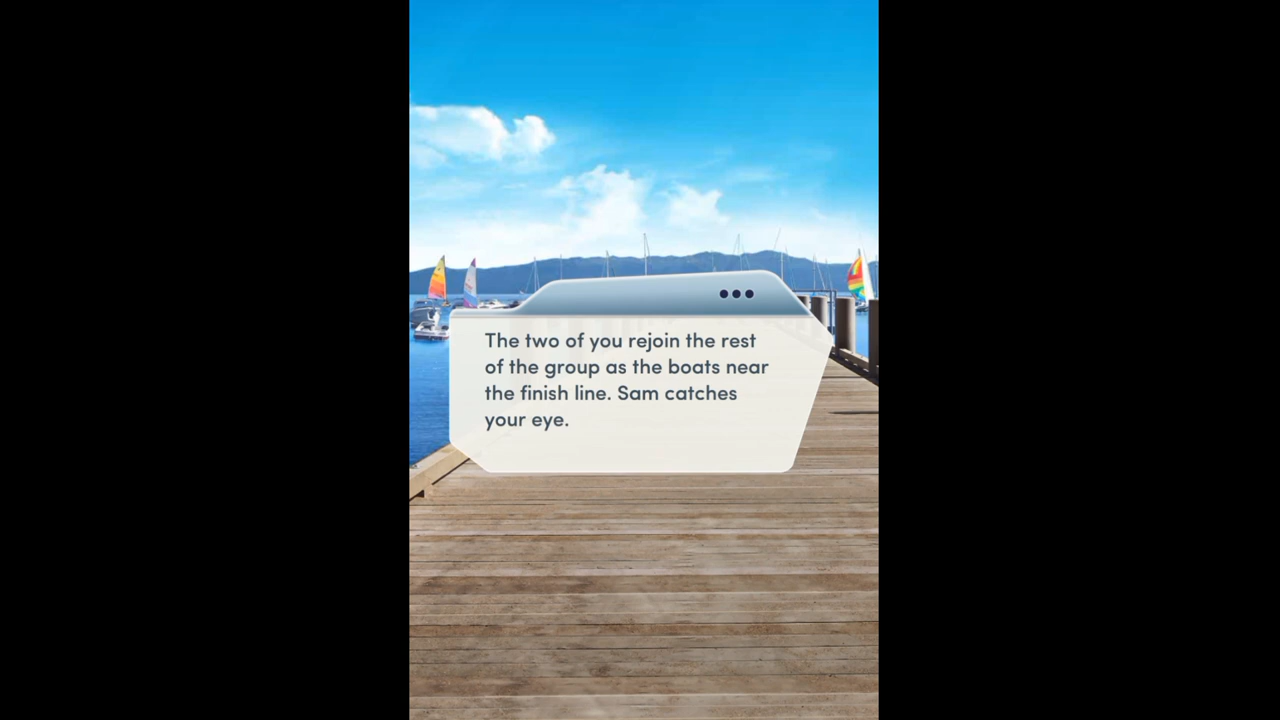 The two of you rejoin the rest
of the group as the boats near
the finish line. Sam catches
your eye.